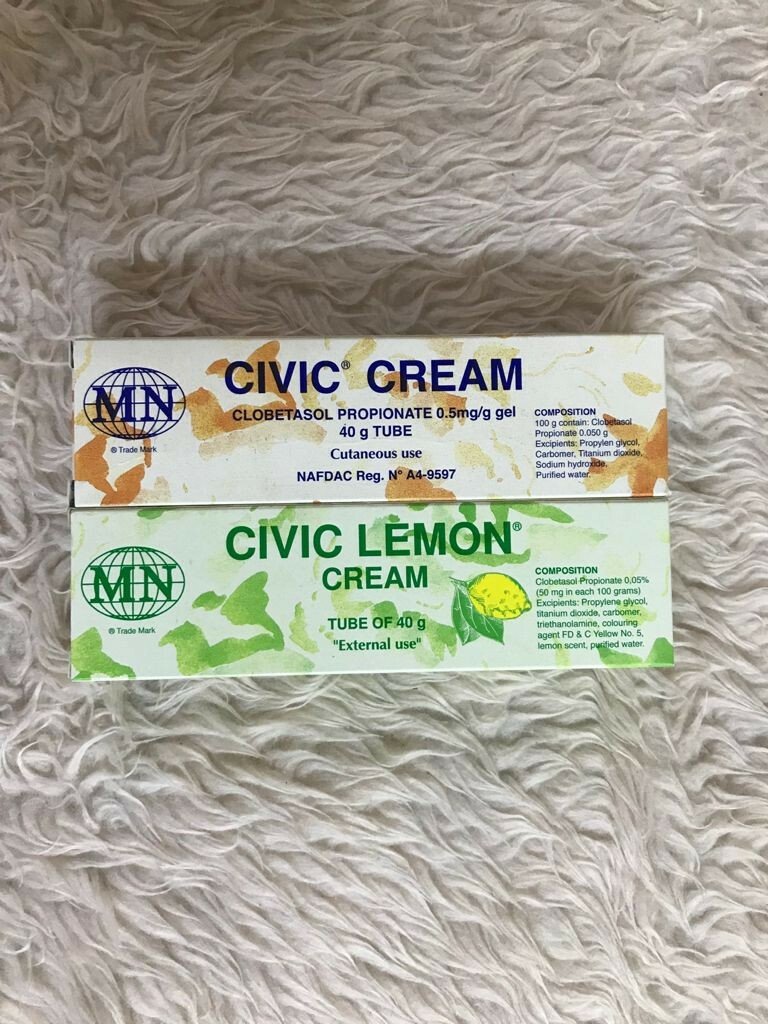 MN
® Trade Mark
CIVIC® CREAM
CLOBETASOL PROPIONATE 0.5mg/g gel
40 g TUBE
Cutaneous use
NAFDAC Reg. N° A4-9597
COMPOSITION
100 g contain: Clobetasol
Propionate 0.050 g
Excipients: Propylen glycol,
Carbomer, Titanium dioxide,
Sodium hydroxide,
Purified water.
MN
® Trade Mark
CIVIC LEMON®
CREAM
TUBE OF 40 g
"External use"
COMPOSITION
Clobetasol Propionate 0,05%
(50 mg in each 100 grams)
Excipients: Propylene glycol,
titanium dioxide, carbomer,
triethanolamine, colouring
agent FD & C Yellow No. 5,
lemon scent, purified water.